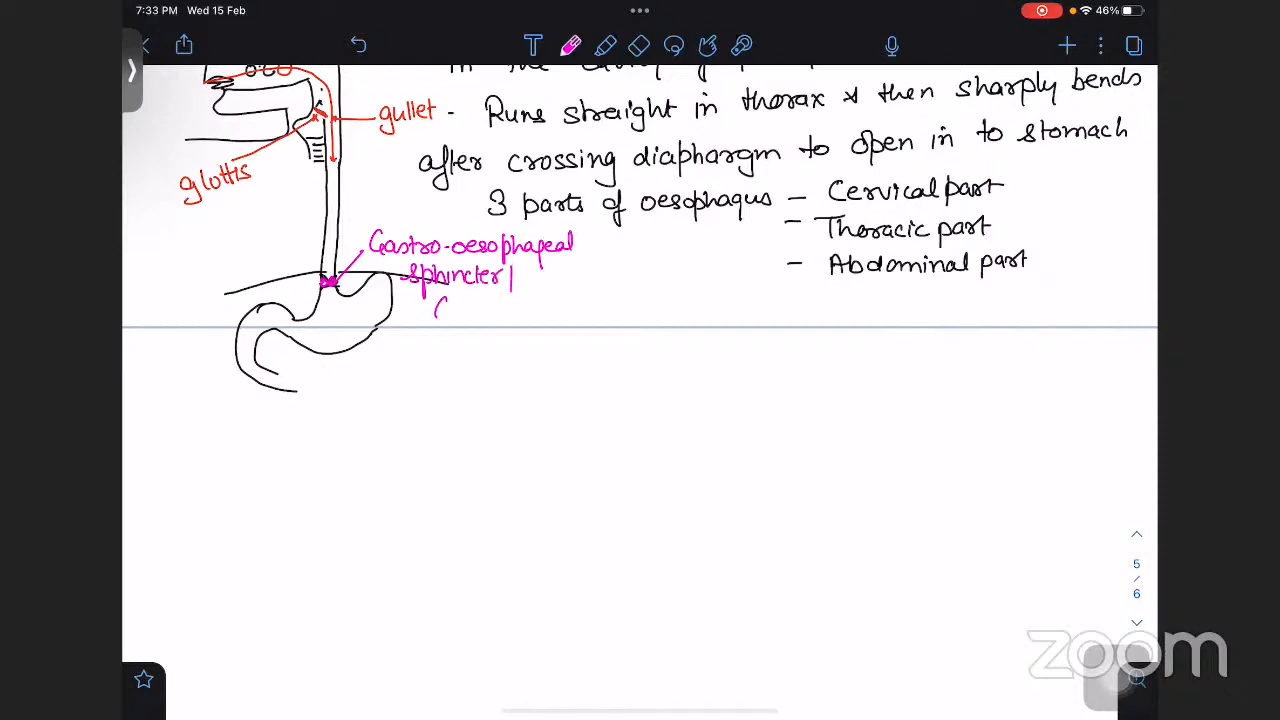 7:33 PM Wed 15 Feb
46%
T
gullet - Runs straight in thorax & then sharply bends
glottis
after crossing diaphargm to open in to stomach
3 parts of oesophagus - Cervical part
- Thoracic part
- Abdominal part
Gastro-oesophageal
sphincter |
(
5
/
6
zoom